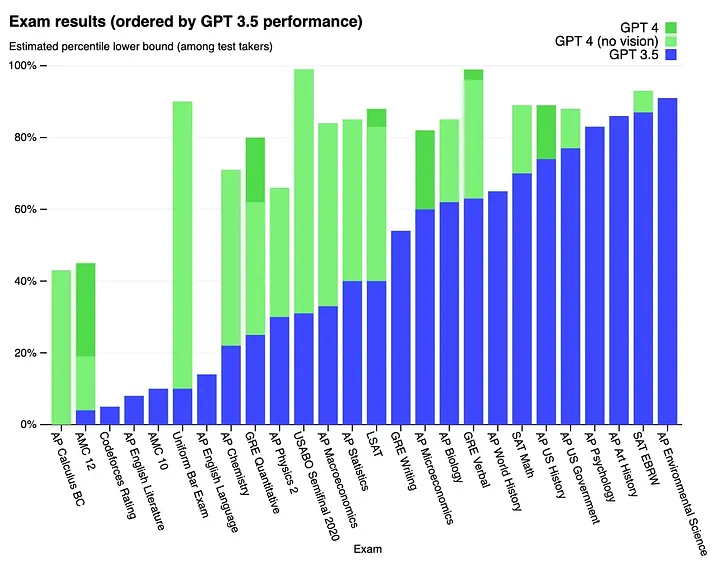 Exam results (ordered by GPT 3.5 performance)
Estimated percentile lower bound (among test takers)
GPT 4
GPT 4 (no vision)
GPT 3.5
100%
80%
60%
40%
20%
0%
AP Calculus BC
AMC 12
Codeforces Rating
AP English Literature
AMC 10
Uniform Bar Exam
AP English Language
AP Chemistry
GRE Quantitative
AP Physics 2
USABO Semifinal 2020
AP Macroeconomics
AP Statistics
LSAT
GRE Writing
AP Microeconomics
AP Biology
GRE Verbal
AP World History
SAT Math
AP US History
AP US Government
AP Psychology
AP Art History
SAT EBRW
AP Environmental Science
Exam